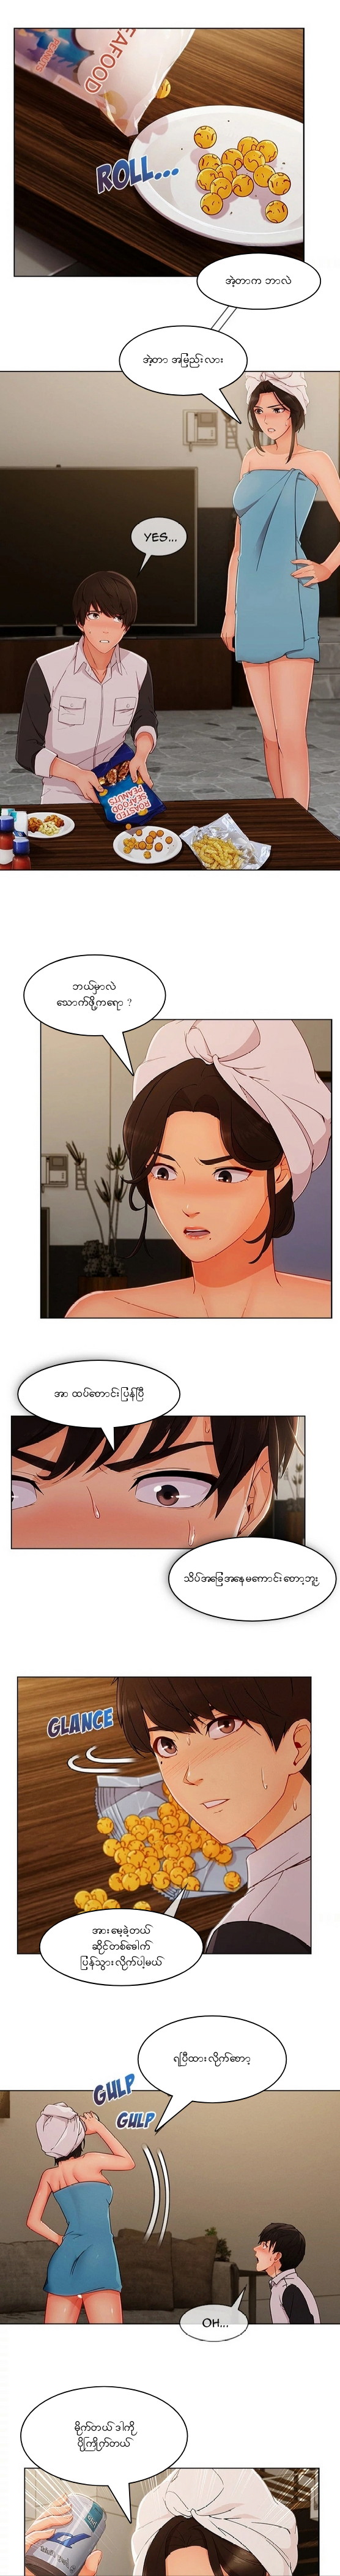 SEAFOOD
PEANUTS
ROLL...
အဲ့တာက ဘာလဲ
အဲ့တာ အမြည်းလား
YES...
ROASTED
SEAFOOD
PEANUTS
ဘယ်မှာလဲ
သောက်ဖို့ကရော ?
အာ ထပ်တောင်းပြန်ပြီ
သိပ်အခြေအနေမကောင်းတော့ဘူး
GLANCE
အားမေ့ခဲ့တယ်
ဆိုင်တစ်ခေါက်
ပြန်သွားလိုက်ပါ့မယ်
ရပြီထားလိုက်တော့
GULP
GULP
OH...
မိုက်တယ် ဒါကို
ပိုကြိုက်တယ်